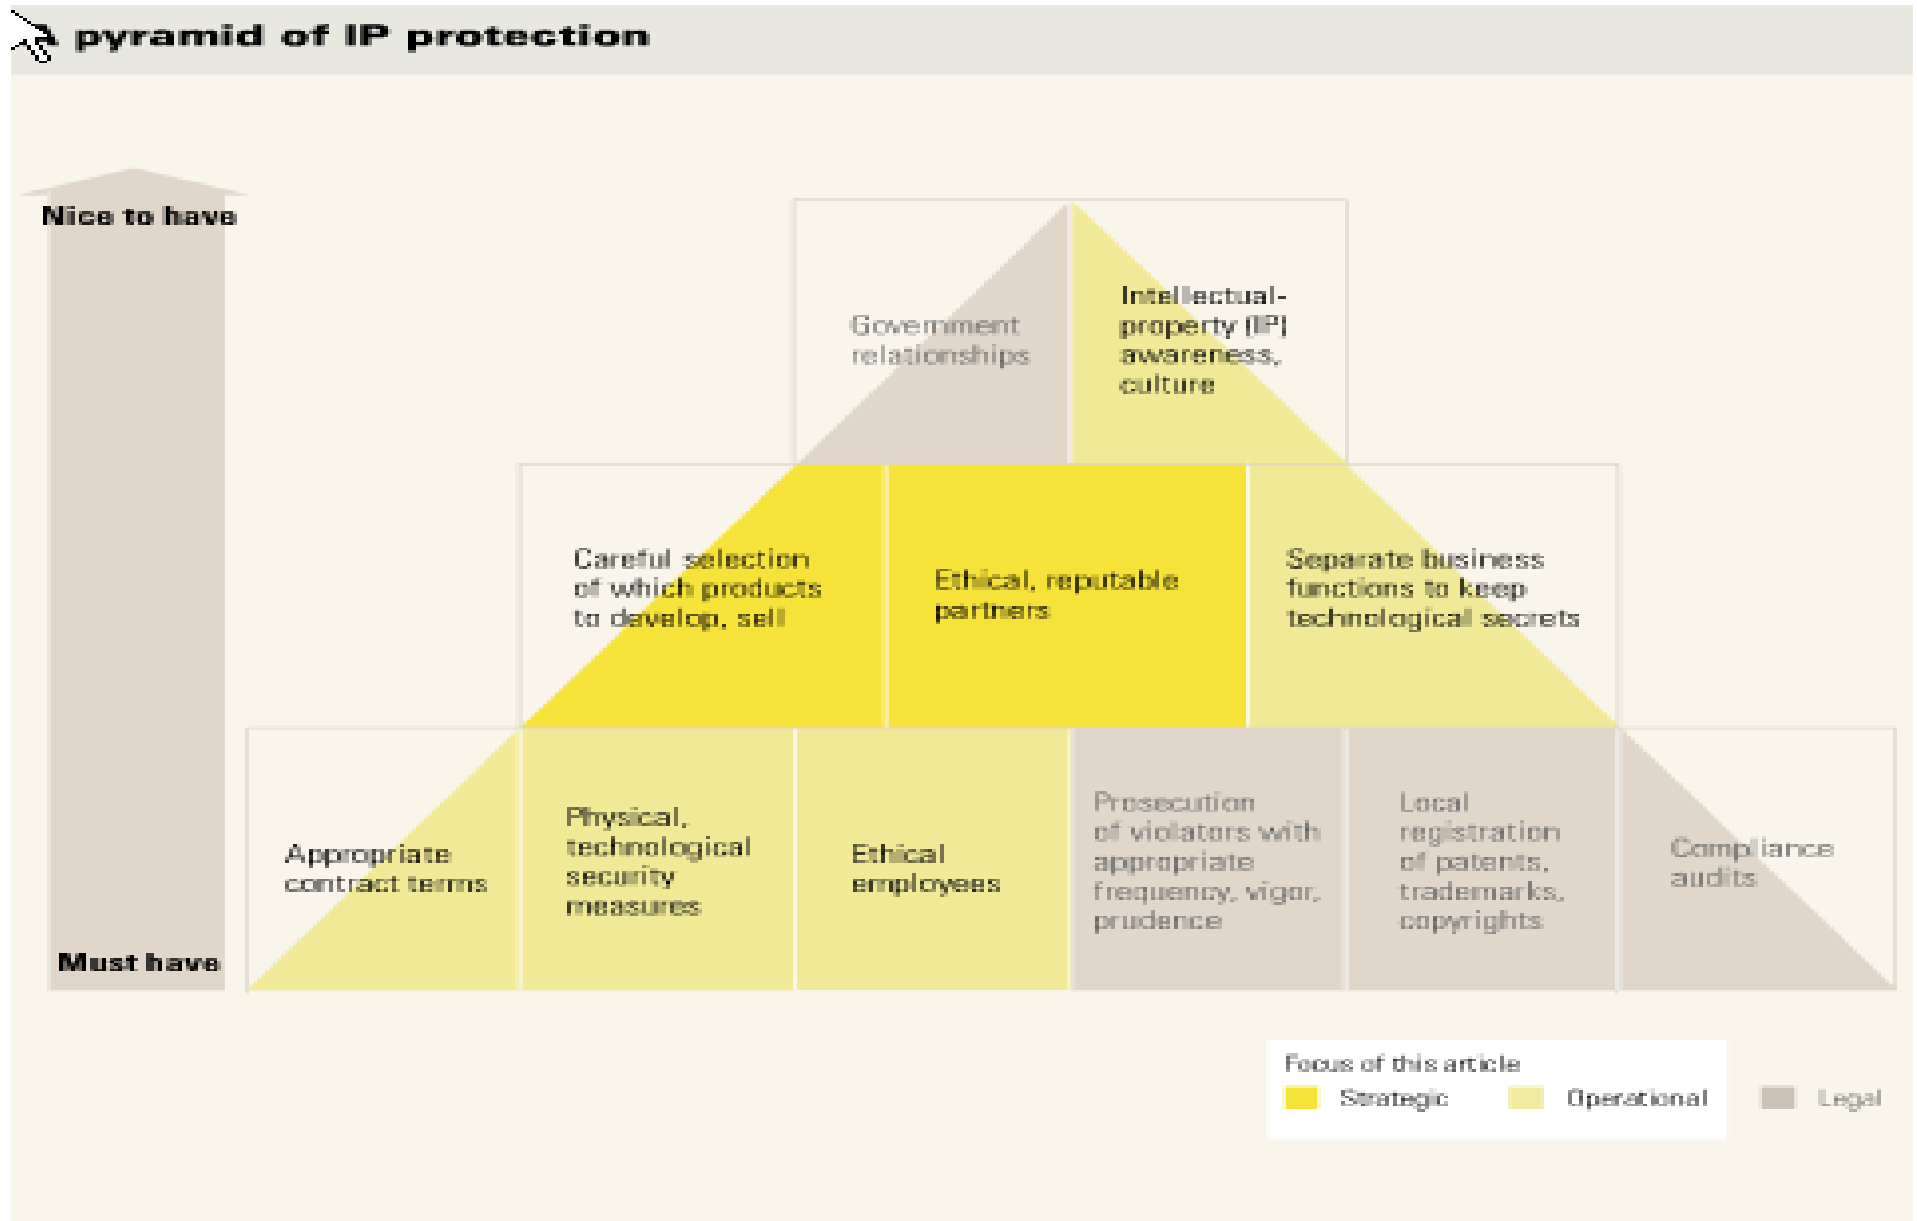 A pyramid of IP protection
Nice to have
Government
relationships
Intellectual-
property (IP)
awareness,
culture
Careful selection
of which products
to develop, sell
Ethical, reputable
partners
Separate business
functions to keep
technological secrets
Appropriate
contract terms
Physical,
technological
security
measures
Ethical
employees
Prosecution
of violators with
appropriate
frequency, vigor,
prudence
Local
registration
of patents,
trademarks,
copyrights
Compliance
audits
Must have
Focus of this article
Strategic
Operational
Legal